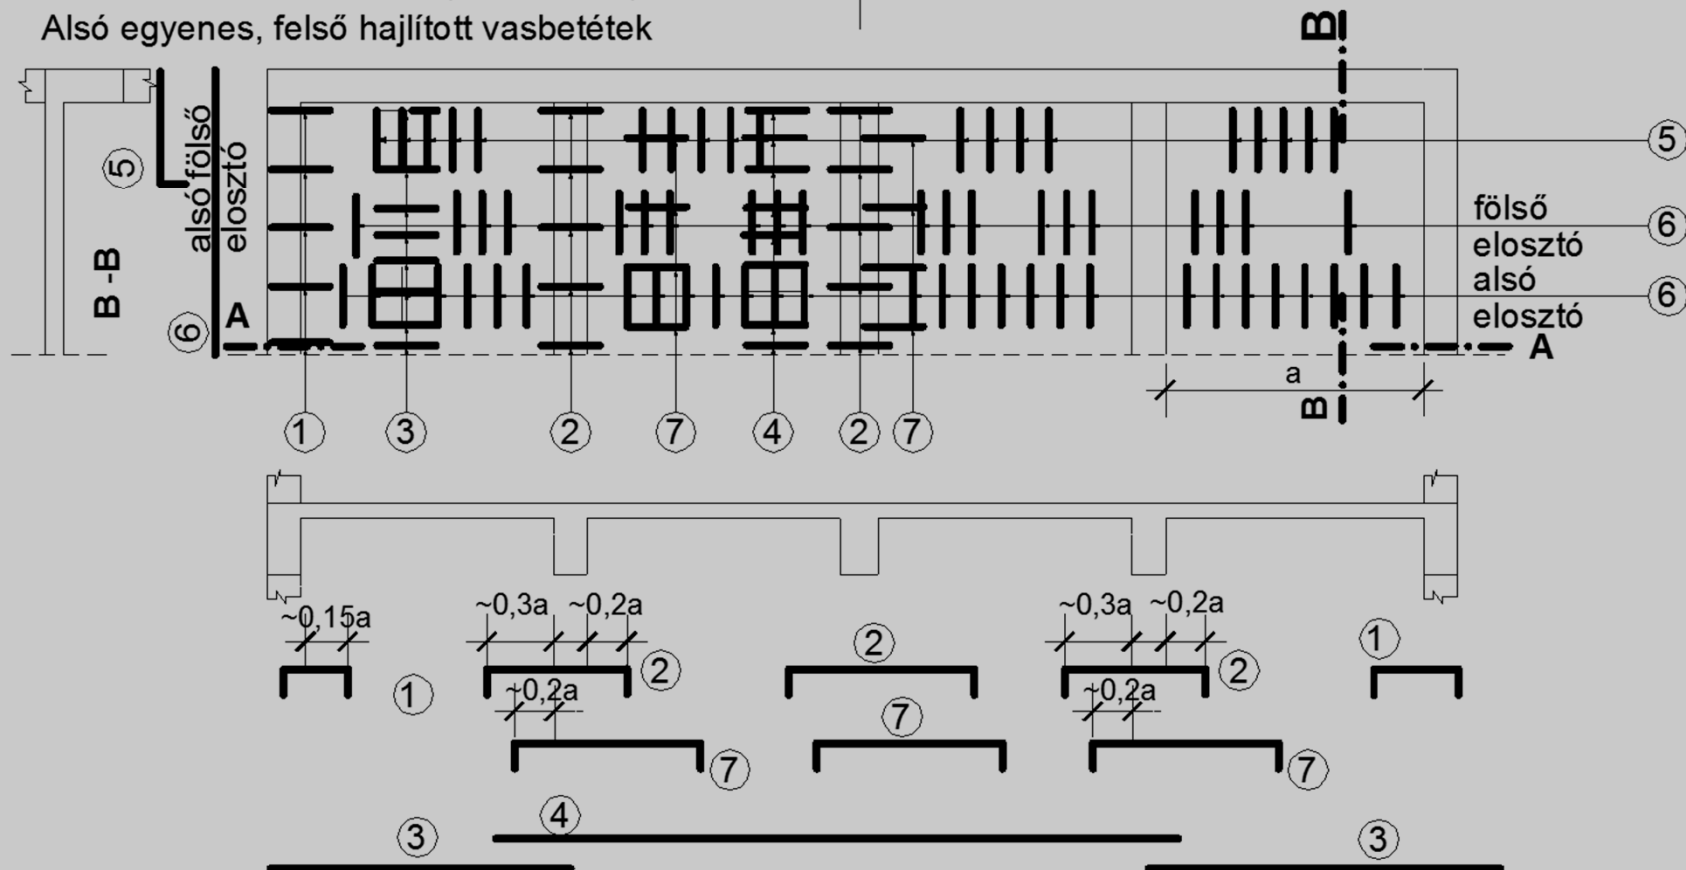 Alsó egyenes, felső hajlított vasbetétek
B
alsó fölső
elosztó
5
5
B-B
6
A
fölső
elosztó
6
alsó
elosztó
6
A
a
B
1
3
2
7
4
2
7
~0,15a
~0,3a
~0,2a
~0,3a
~0,2a
1
2
2
2
1
1
~0,2a
~0,2a
7
7
7
4
3
3